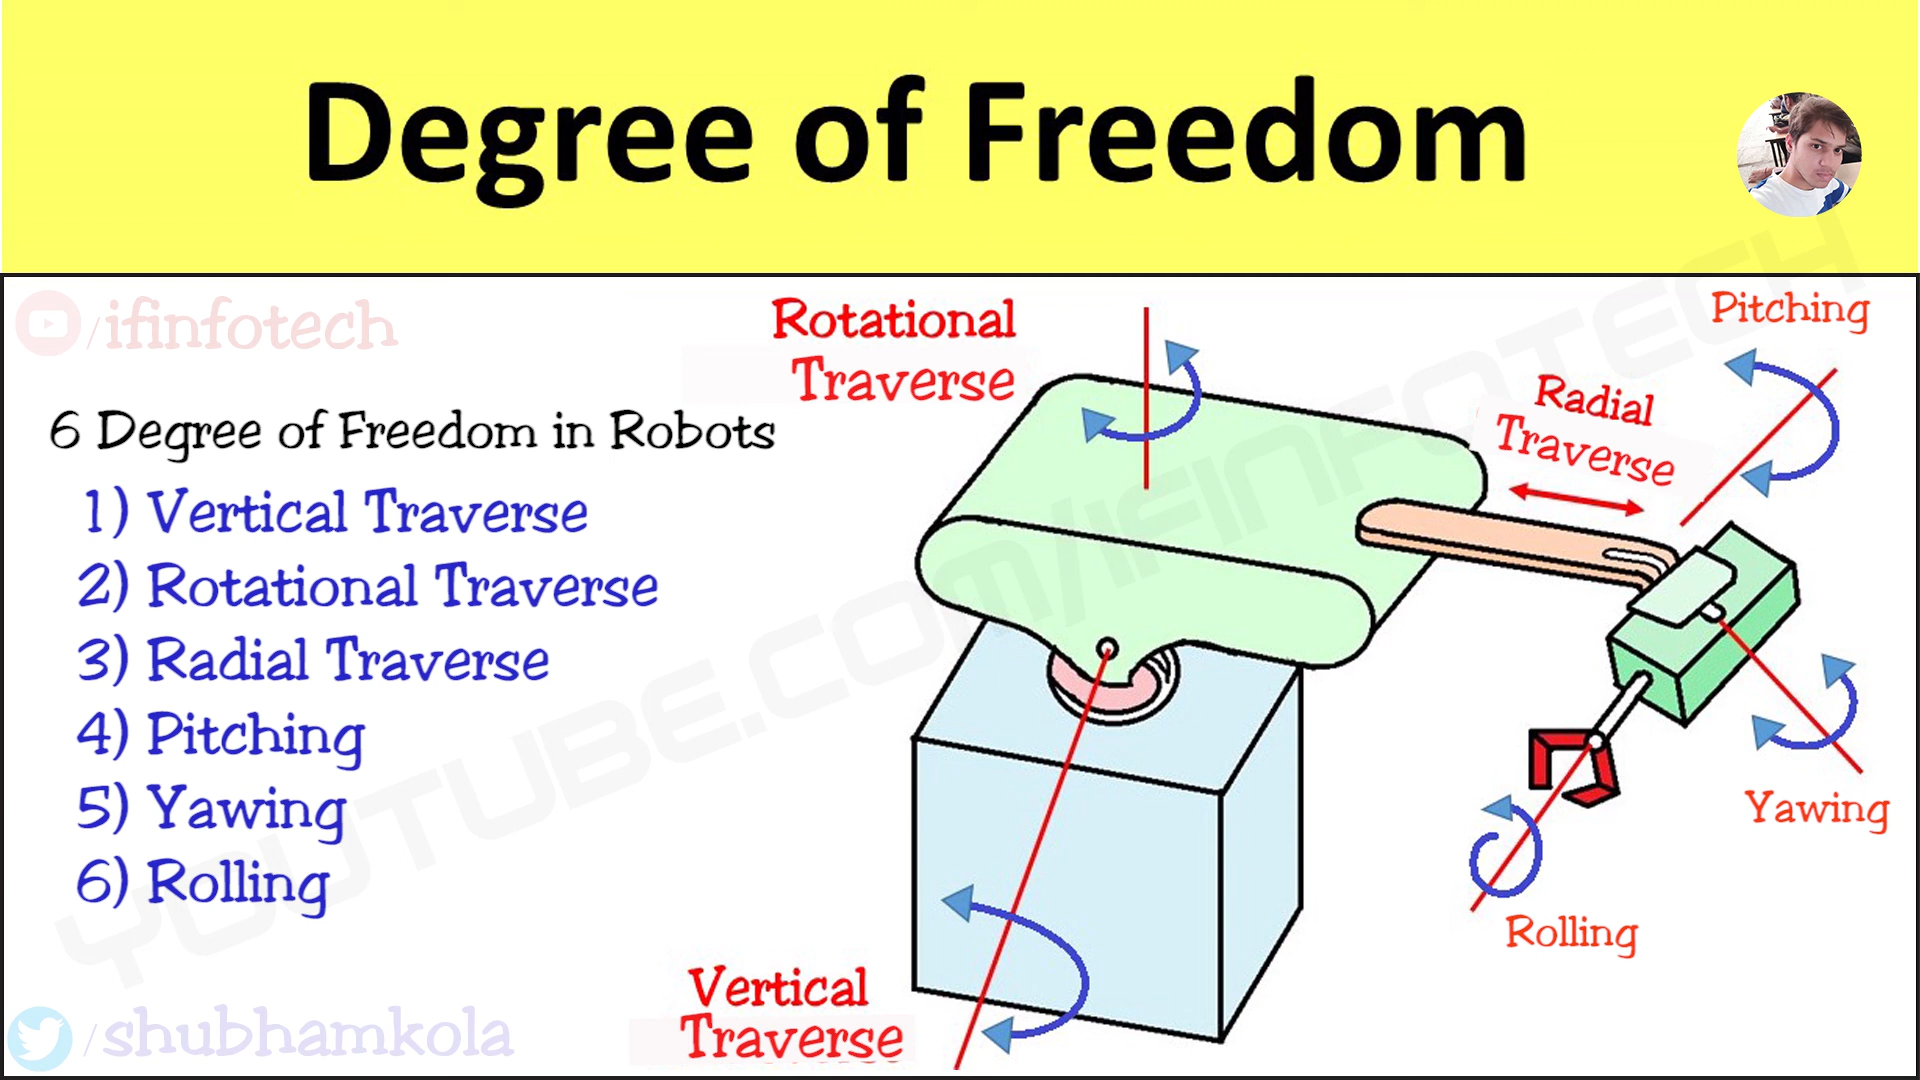 Degree of Freedom
/ifinfotech
6 Degree of Freedom in Robots
1) Vertical Traverse
2) Rotational Traverse
3) Radial Traverse
4) Pitching
5) Yawing
6) Rolling
/shubhamkola
Rotational
Traverse
Radial
Traverse
Pitching
Yawing
Rolling
Vertical
Traverse
YOUTUBE.COM/IFINFOTECH